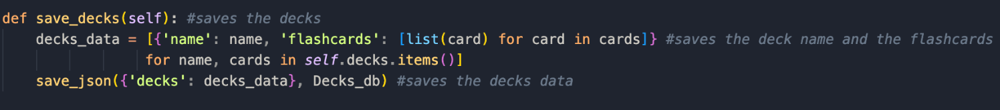 def save_decks(self): #saves the decks
    decks_data = [{'name': name, 'flashcards': [list(card) for card in cards]} #saves the deck name and the flashcards
                 for name, cards in self.decks.items()]
    save_json({'decks': decks_data}, Decks_db) #saves the decks data